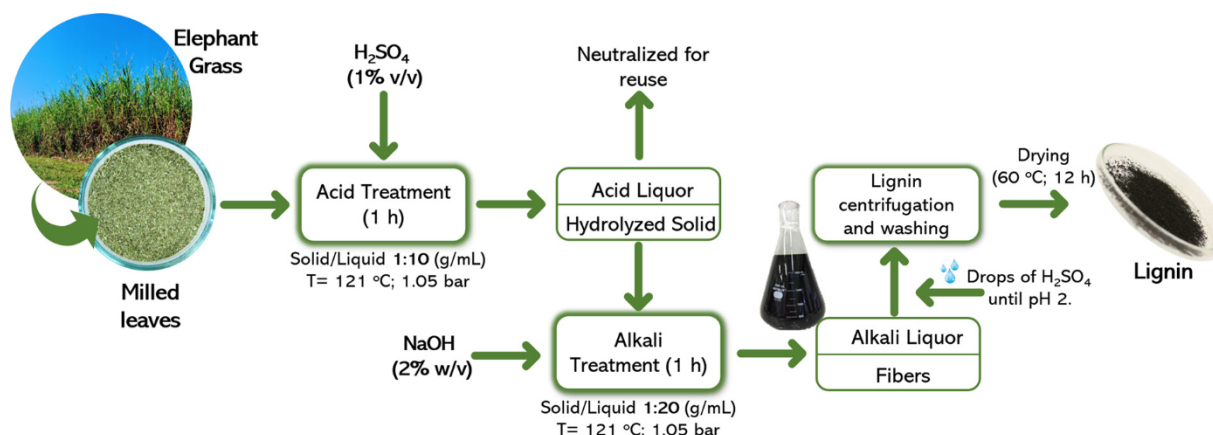 Elephant
Grass
Milled
leaves
H₂SO₄
(1% v/v)
Acid Treatment
(1 h)
Solid/Liquid 1:10 (g/mL)
T= 121 ºC; 1.05 bar
Neutralized for
reuse
Acid Liquor
Hydrolyzed Solid
NaOH
(2% w/v)
Alkali
Treatment (1 h)
Solid/Liquid 1:20 (g/mL)
T= 121 ºC; 1.05 bar
Alkali Liquor
Fibers
Drops of H₂SO₄
until pH 2.
Lignin
centrifugation
and washing
Drying
(60 ºC; 12 h)
Lignin